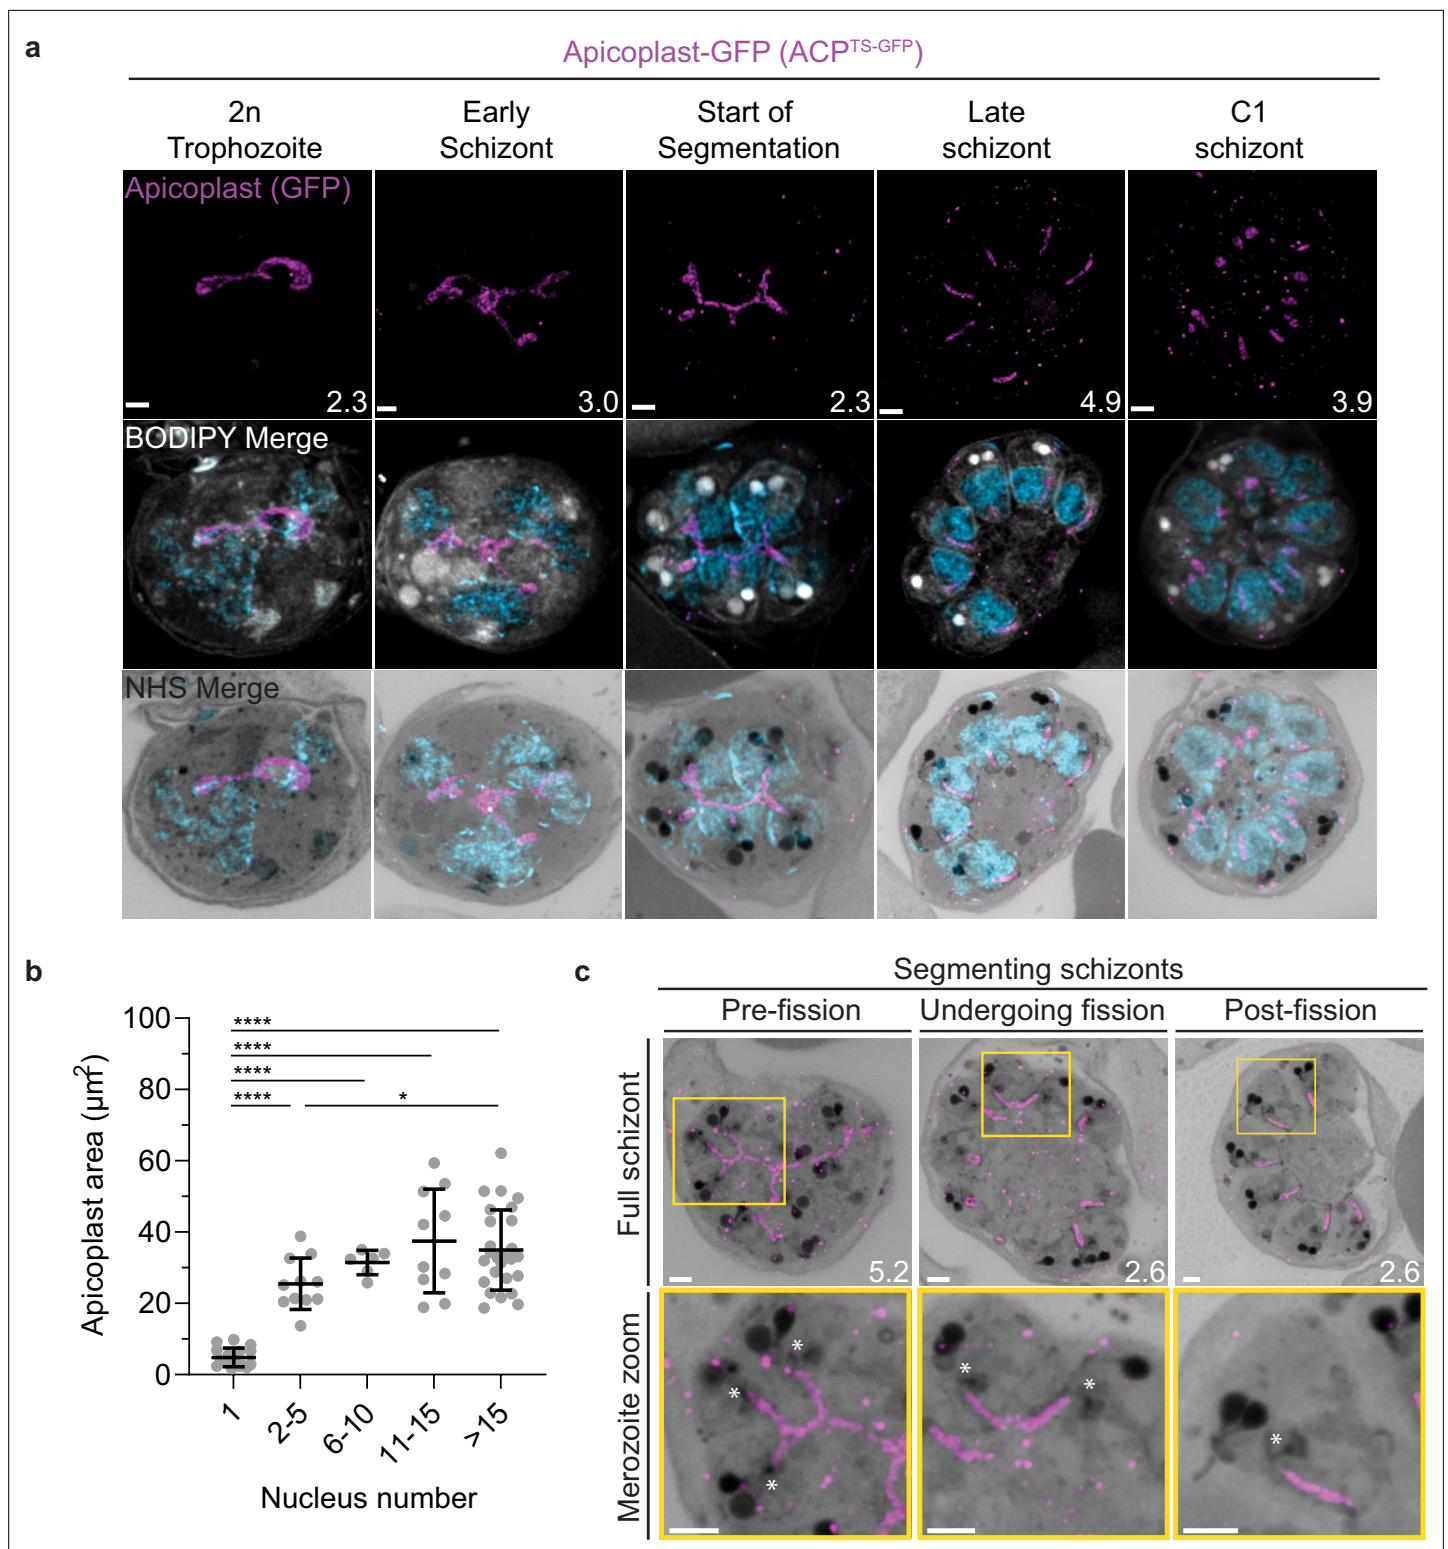 a
Apicoplast-GFP (ACPTS-GFP)
2n
Trophozoite
Early
Schizont
Start of
Segmentation
Late
schizont
C1
schizont
Apicoplast (GFP)
2.3
3.0
2.3
4.9
3.9
BODIPY Merge
NHS Merge
b
100
80
60
40
20
0
Apicoplast area (µm2)
****
****
****
****
*
1
2-5
6-10
11-15
>15
Nucleus number
c
Segmenting schizonts
Pre-fission
Undergoing fission
Post-fission
Full schizont
5.2
2.6
2.6
Merozoite zoom
*
*
*
*
*
*